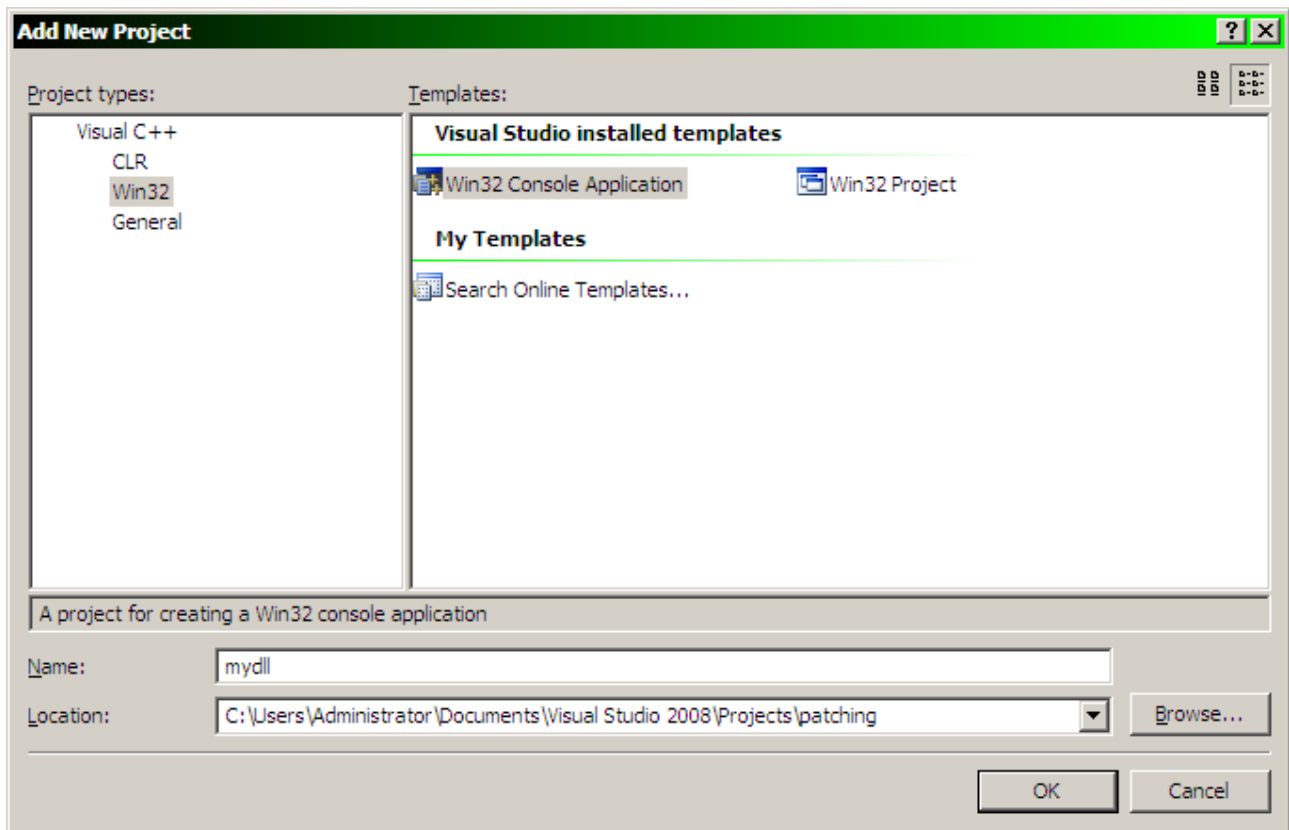 Add New Project
Project types:
Templates:
Visual C++
CLR
Win32
General
Visual Studio installed templates
Win32 Console Application
Win32 Project
My Templates
Search Online Templates...
A project for creating a Win32 console application
Name:
mydll
Location:
C:\Users\Administrator\Documents\Visual Studio 2008\Projects\patching
Browse...
OK
Cancel